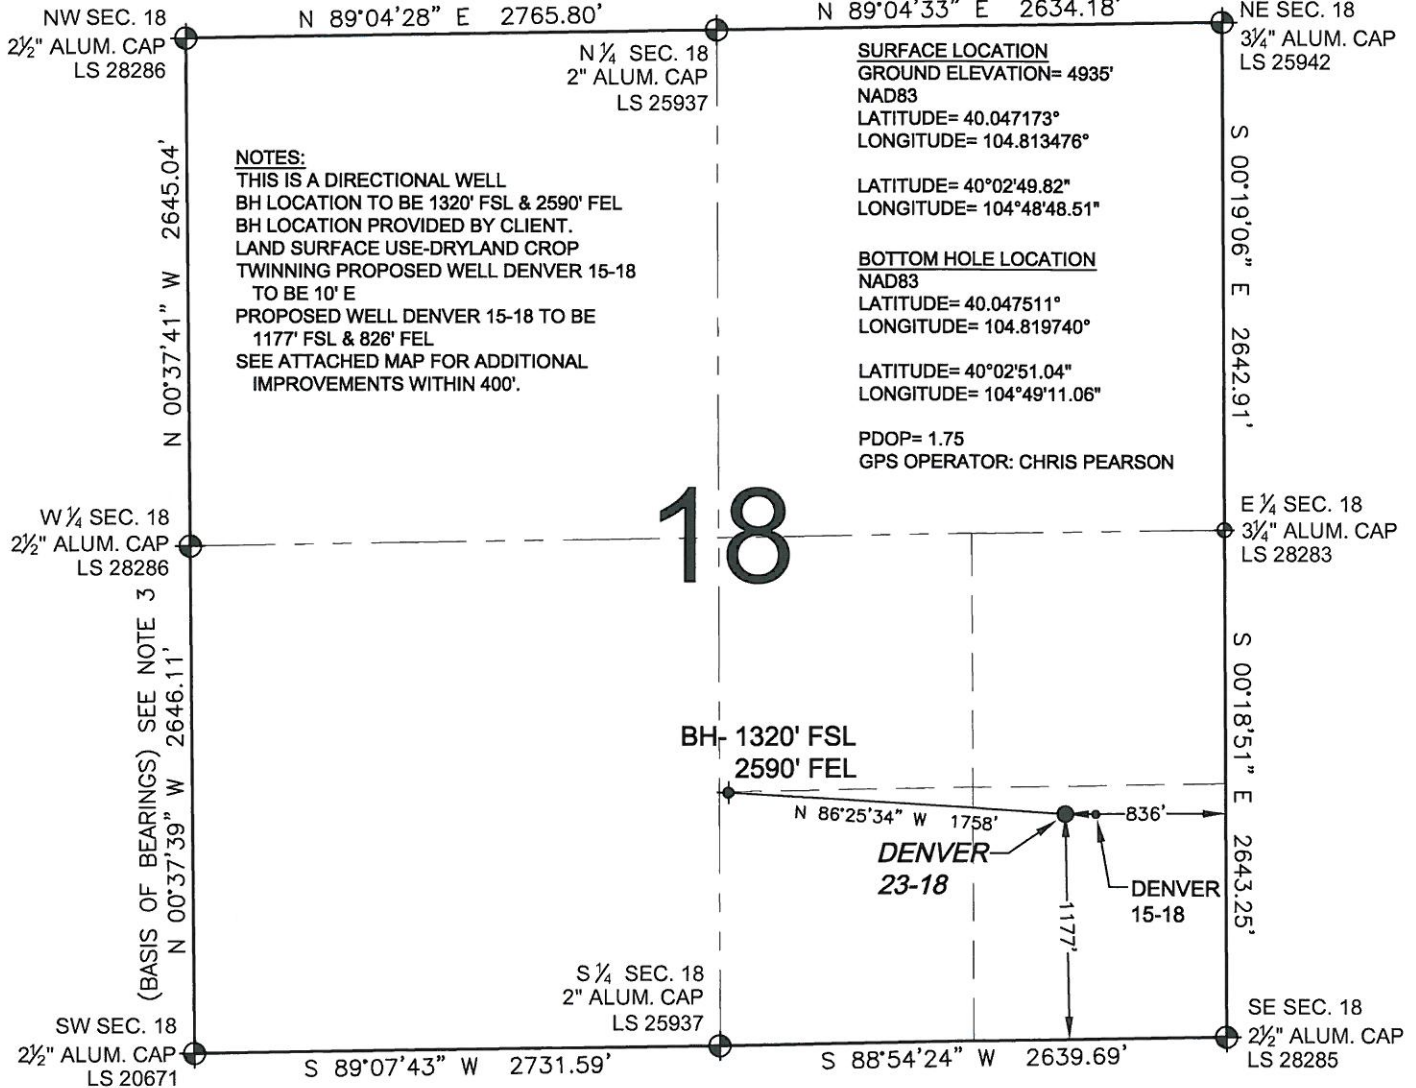 NW SEC. 18
2½" ALUM. CAP
LS 28286
N 89°04'28" E 2765.80'
N ¼ SEC. 18
2" ALUM. CAP
LS 25937
N 89°04'33" E 2634.18'
NE SEC. 18
3¼" ALUM. CAP
LS 25942
SURFACE LOCATION
GROUND ELEVATION= 4935'
NAD83
LATITUDE= 40.047173°
LONGITUDE= 104.813476°
LATITUDE= 40°02'49.82"
LONGITUDE= 104°48'48.51"
BOTTOM HOLE LOCATION
NAD83
LATITUDE= 40.047511°
LONGITUDE= 104.819740°
LATITUDE= 40°02'51.04"
LONGITUDE= 104°49'11.06"
PDOP= 1.75
GPS OPERATOR: CHRIS PEARSON
NOTES:
THIS IS A DIRECTIONAL WELL
BH LOCATION TO BE 1320' FSL & 2590' FEL
BH LOCATION PROVIDED BY CLIENT.
LAND SURFACE USE-DRYLAND CROP
TWINNING PROPOSED WELL DENVER 15-18
TO BE 10' E
PROPOSED WELL DENVER 15-18 TO BE
1177' FSL & 826' FEL
SEE ATTACHED MAP FOR ADDITIONAL
IMPROVEMENTS WITHIN 400'.
N 00°37'41" W 2645.04'
S 00°19'06" E 2642.91'
W ¼ SEC. 18
2½" ALUM. CAP
LS 28286
18
E ¼ SEC. 18
3¼" ALUM. CAP
LS 28283
(BASIS OF BEARINGS) SEE NOTE 3
N 00°37'39" W 2646.11'
S 00°18'51" E 2643.25'
BH- 1320' FSL
2590' FEL
N 86°25'34" W 1758'
836'
DENVER
23-18
DENVER
15-18
1177'
S ¼ SEC. 18
2" ALUM. CAP
LS 25937
SW SEC. 18
2½" ALUM. CAP
LS 20671
S 89°07'43" W 2731.59'
S 88°54'24" W 2639.69'
SE SEC. 18
2½" ALUM. CAP
LS 28285